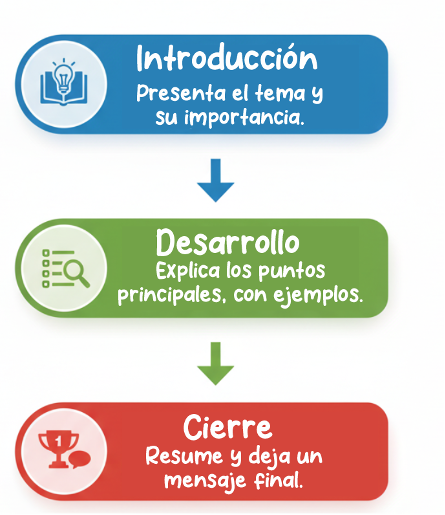 Introducción
Presenta el tema y
su importancia.
Desarrollo
Explica los puntos
principales, con ejemplos.
Cierre
1
Resume y deja un
mensaje final.